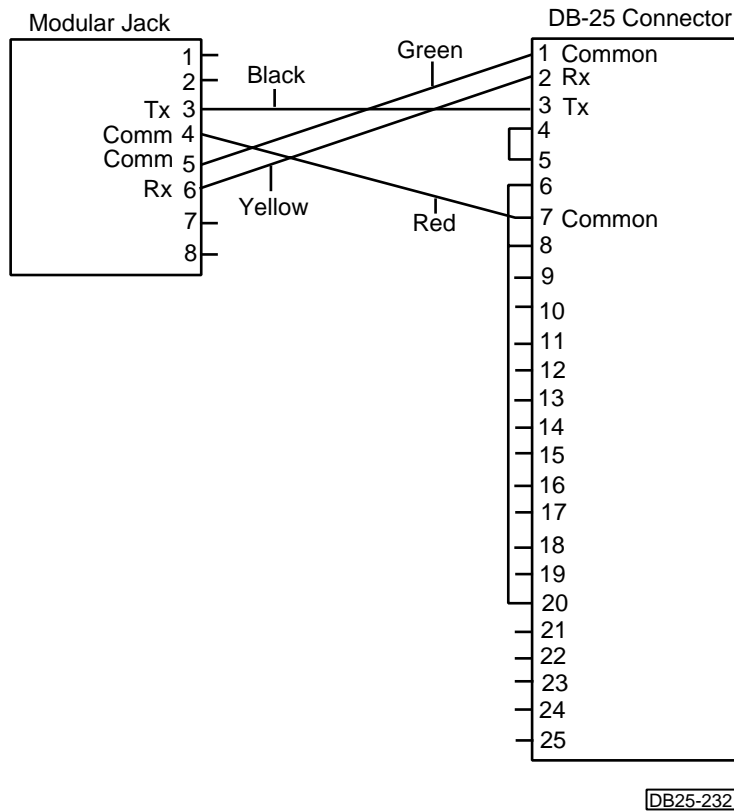 Modular Jack
1
2
Tx 3
Comm 4
Comm 5
Rx 6
7
8
Black
Green
Yellow
Red
DB-25 Connector
1 Common
2 Rx
3 Tx
4
5
6
7 Common
8
9
10
11
12
13
14
15
16
17
18
19
20
21
22
23
24
25
DB25-232